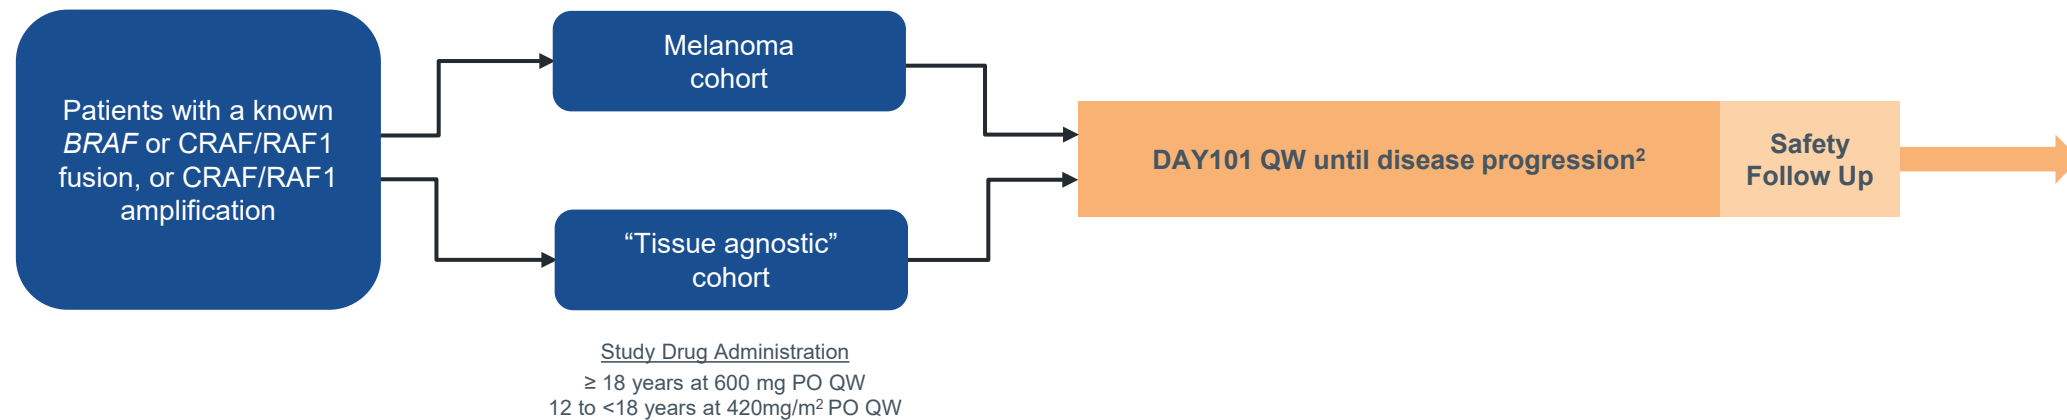 Patients with a known
BRAF or CRAF/RAF1
fusion, or CRAF/RAF1
amplification
Melanoma
cohort
“Tissue agnostic”
cohort
Study Drug Administration
≥ 18 years at 600 mg PO QW
12 to <18 years at 420mg/m² PO QW
DAY101 QW until disease progression²
Safety
Follow Up